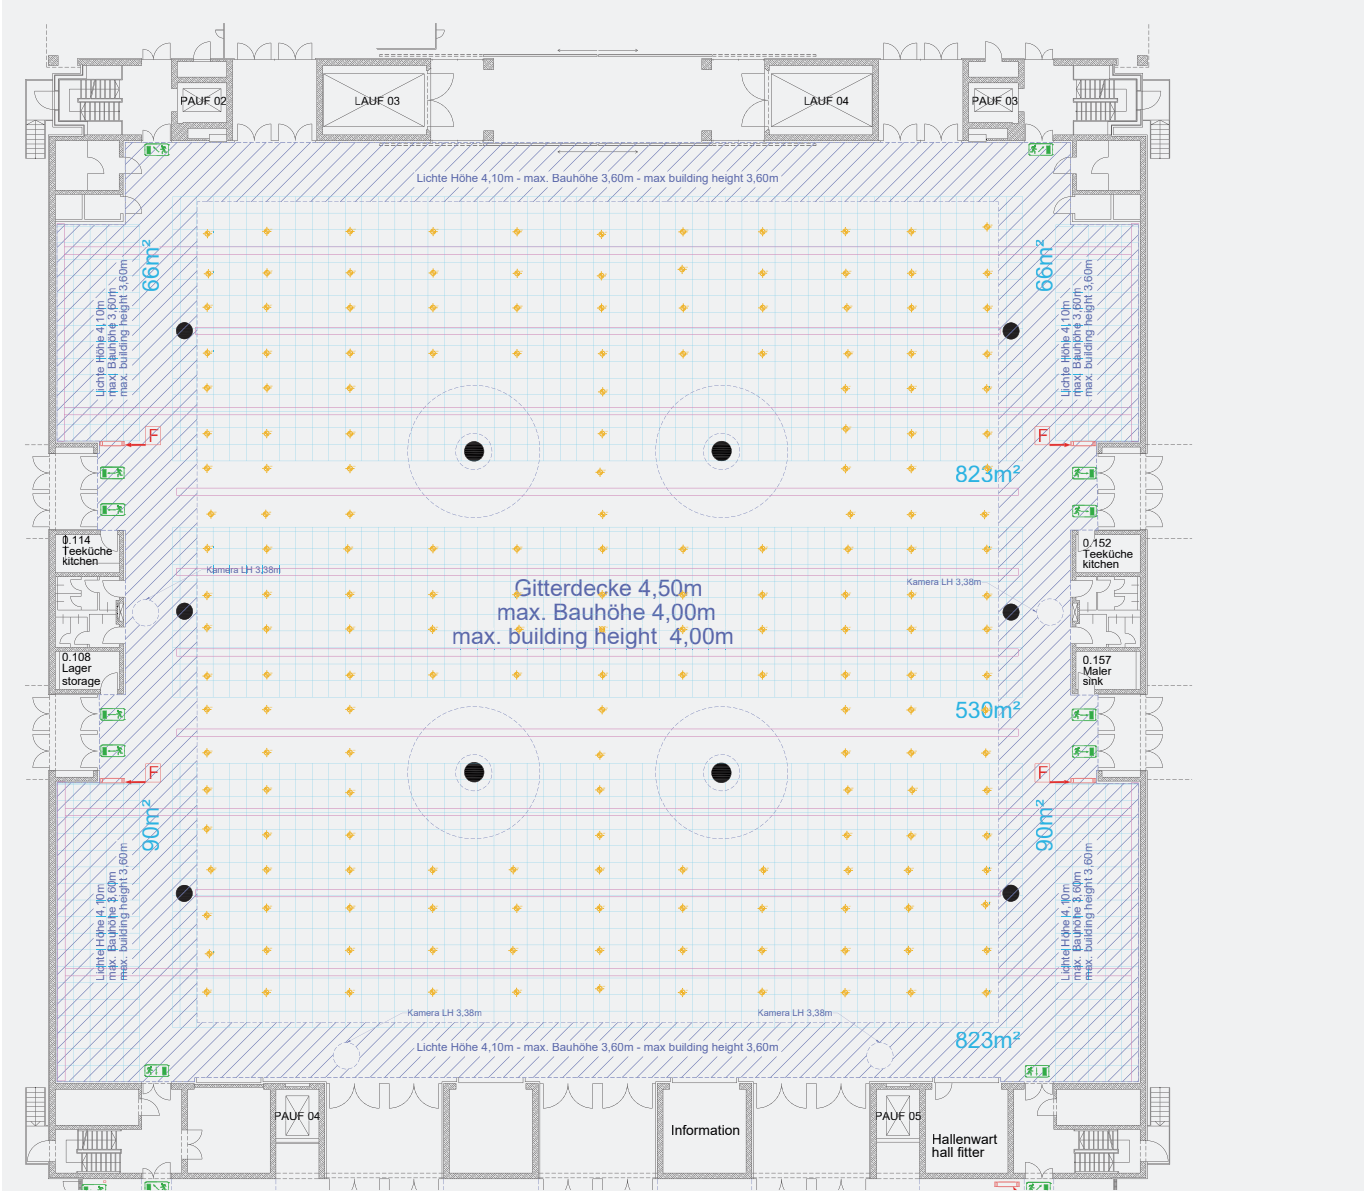 PAUF 02
LAUF 03
LAUF 04
PAUF 03
Lichte Höhe 4,10m - max. Bauhöhe 3,60m - max building height 3,60m
66m²
Lichte Höhe 4,10m
max. Bauhöhe 3,60m
max. building height 3,60m
66m²
Lichte Höhe 4,10m
max. Bauhöhe 3,60m
max. building height 3,60m
F
F
823m²
0.114
Teeküche
kitchen
0.152
Teeküche
kitchen
Kamera LH 3,38m
Kamera LH 3,38m
Gitterdecke 4,50m
max. Bauhöhe 4,00m
max. building height 4,00m
0.108
Lager
storage
0.157
Maler
sink
530m²
F
F
90m²
Lichte Höhe 4,10m
max. Bauhöhe 3,60m
max. building height 3,60m
90m²
Lichte Höhe 4,10m
max. Bauhöhe 3,60m
max. building height 3,60m
Kamera LH 3,38m
Kamera LH 3,38m
Lichte Höhe 4,10m - max. Bauhöhe 3,60m - max building height 3,60m
823m²
PAUF 04
Information
PAUF 05
Hallenwart
hall fitter